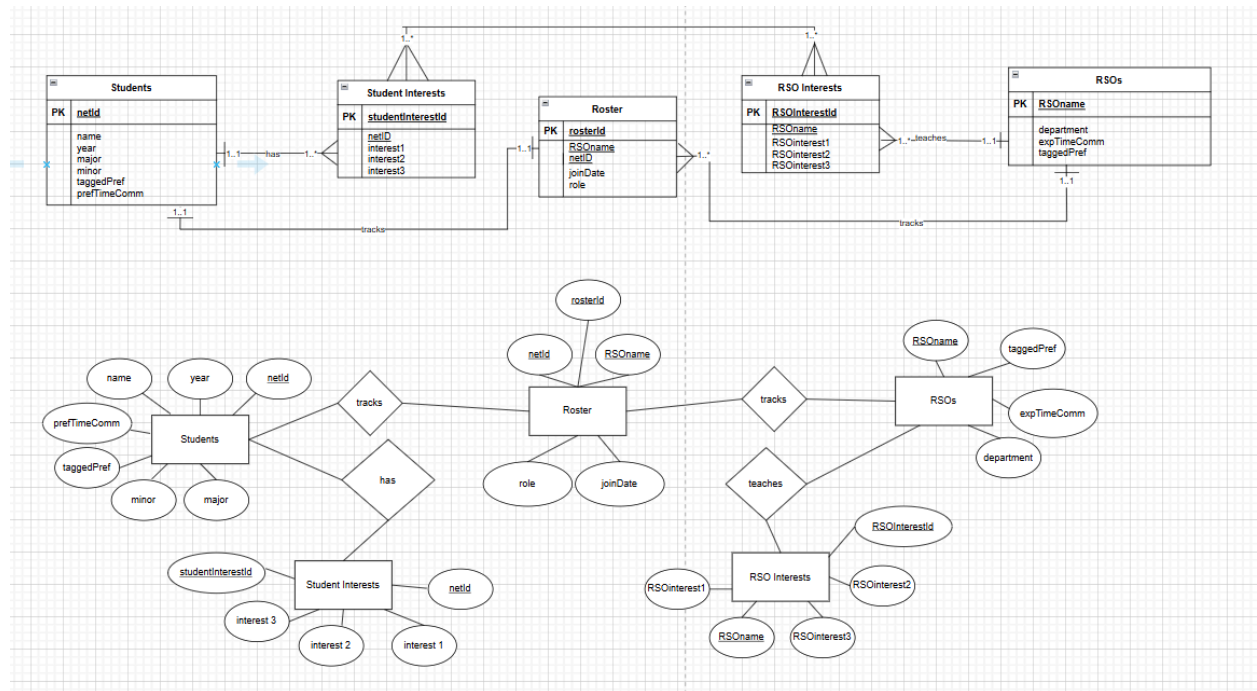 1..*
1..*
Students
PK netId
name
year
major
minor
taggedPref
prefTimeComm
1..1
has
1..*
1..1
tracks
Student Interests
PK studentInterestId
netID
interest1
interest2
interest3
Roster
PK rosterId
RSOname
netID
joinDate
role
1..1
1..*
RSO Interests
PK RSOInterestId
RSOname
RSOinterest1
RSOinterest2
RSOinterest3
1..*
teaches
1..1
RSOs
PK RSOname
department
expTimeComm
taggedPref
1..1
tracks
rosterId
netId
RSOname
Roster
role
joinDate
name
year
netId
prefTimeComm
Students
taggedPref
minor
major
tracks
has
studentInterestId
Student Interests
netId
interest 3
interest 2
interest 1
tracks
RSOname
taggedPref
RSOs
expTimeComm
department
teaches
RSOInterestId
RSOinterest1
RSO Interests
RSOinterest2
RSOname
RSOinterest3